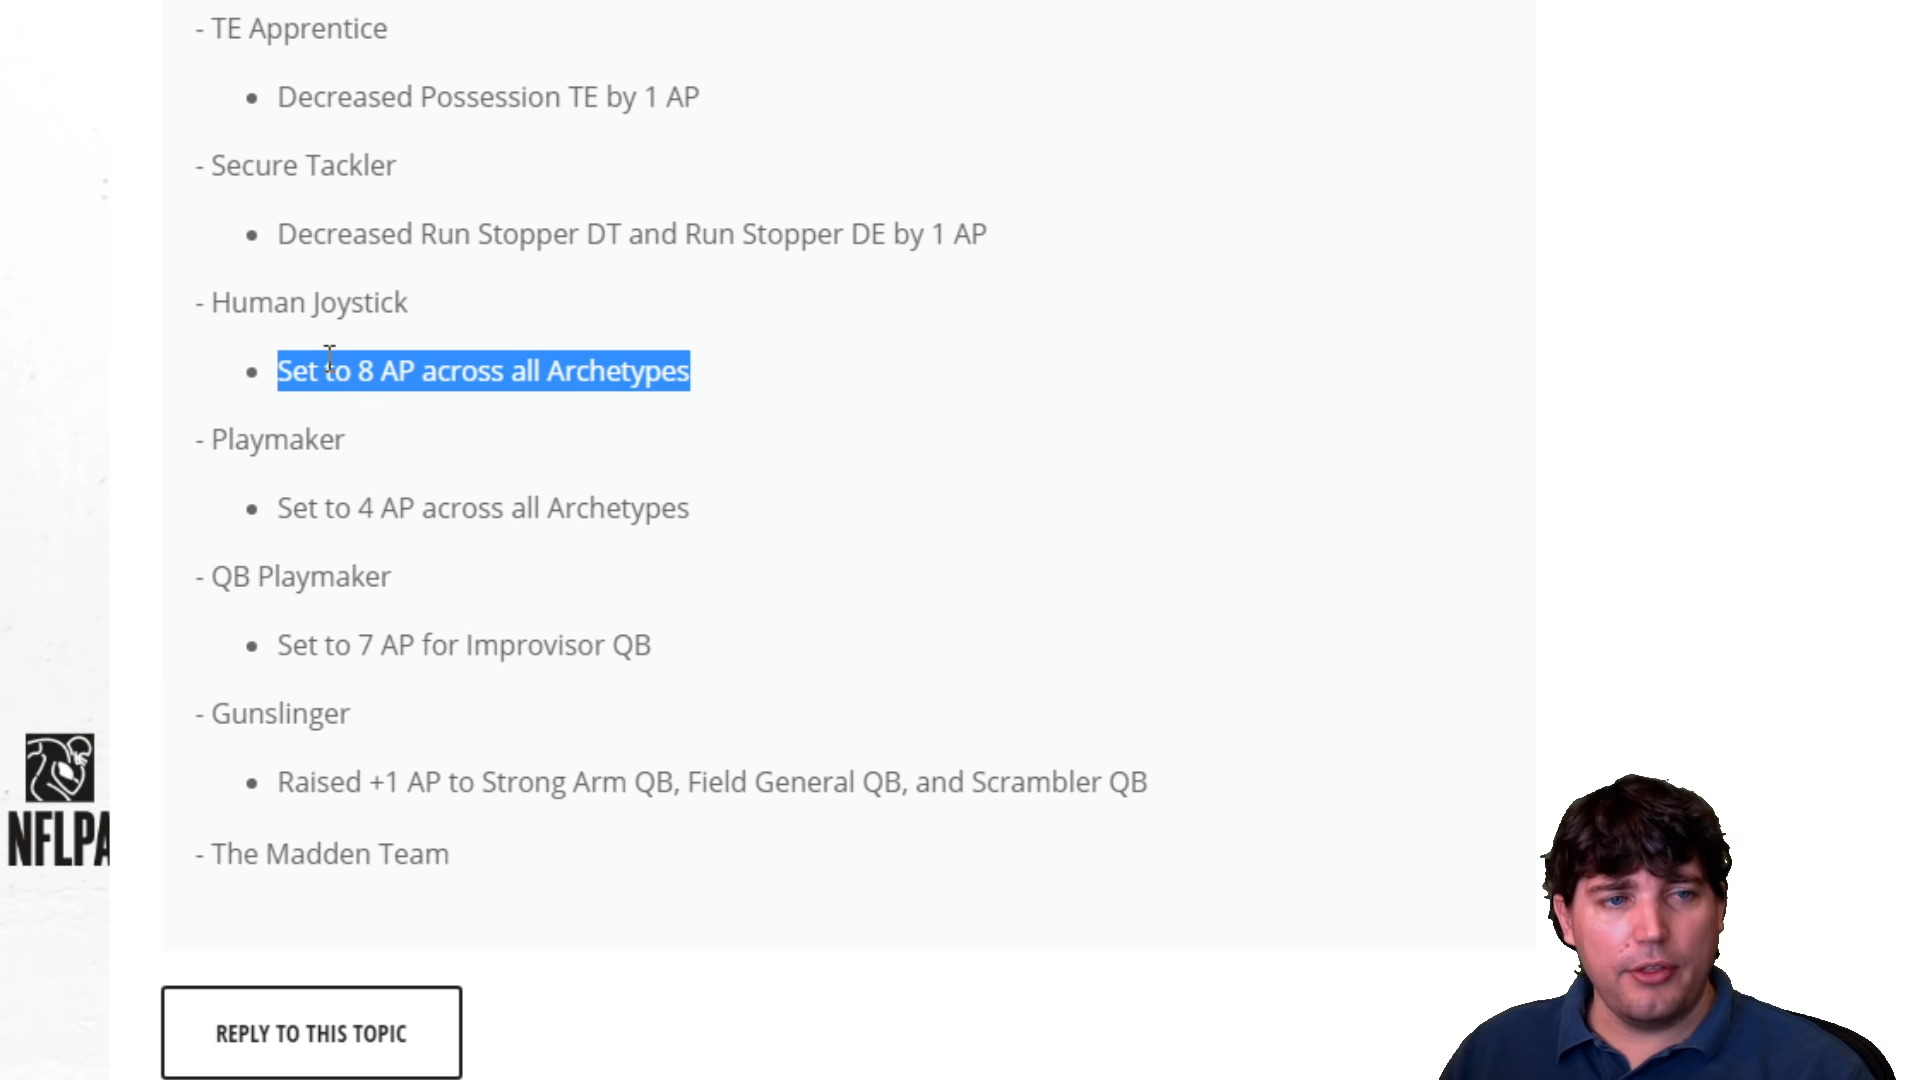 - TE Apprentice
• Decreased Possession TE by 1 AP
- Secure Tackler
• Decreased Run Stopper DT and Run Stopper DE by 1 AP
- Human Joystick
• Set to 8 AP across all Archetypes
- Playmaker
• Set to 4 AP across all Archetypes
- QB Playmaker
• Set to 7 AP for Improvisor QB
- Gunslinger
• Raised +1 AP to Strong Arm QB, Field General QB, and Scrambler QB
NFLPA
- The Madden Team
REPLY TO THIS TOPIC